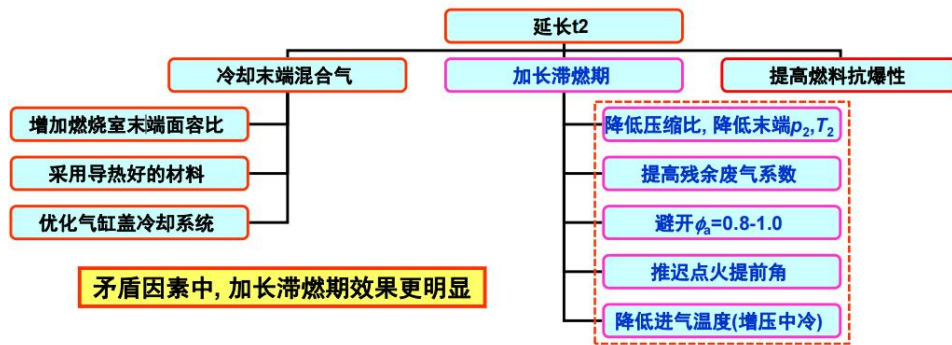 延长t2
冷却末端混合气
加长滞燃期
提高燃料抗爆性
增加燃烧室末端面容比
采用导热好的材料
优化气缸盖冷却系统
降低压缩比, 降低末端p₂,T₂
提高残余废气系数
避开ϕₐ=0.8-1.0
推迟点火提前角
降低进气温度(增压中冷)
矛盾因素中, 加长滞燃期效果更明显